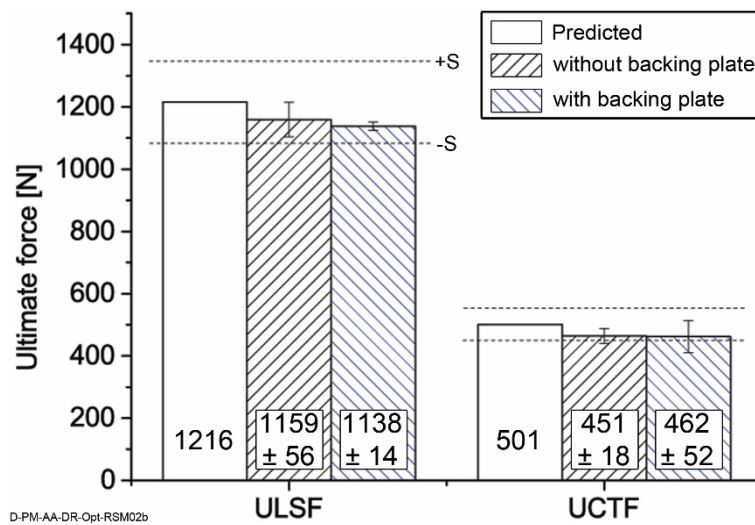 1400
1200
1000
800
600
400
200
0
Ultimate force [N]
Predicted
without backing plate
with backing plate
+S
-S
1216
1159
± 56
1138
± 14
501
451
± 18
462
± 52
ULSF
UCTF
D-PM-AA-DR-Opt-RSM02b